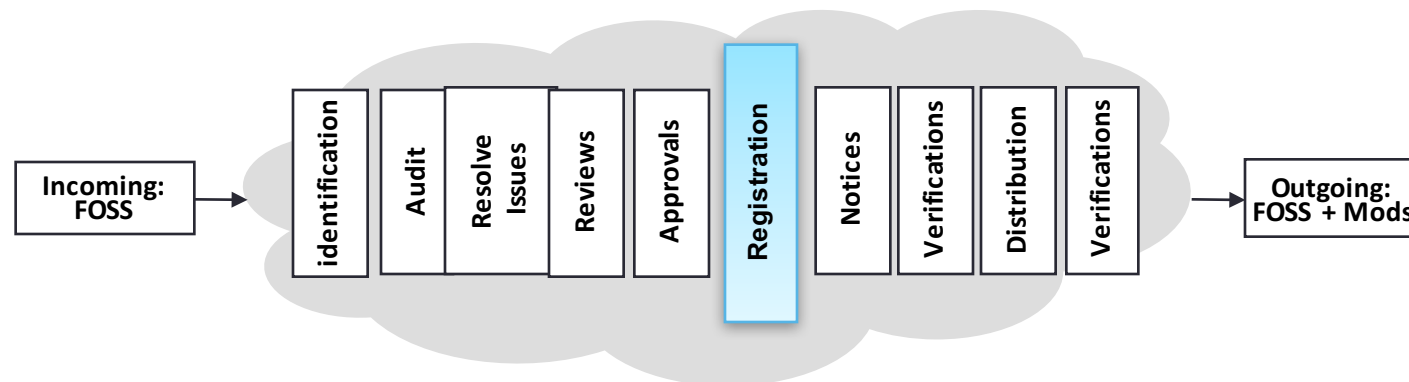 Incoming:
FOSS
identification
Audit
Resolve
Issues
Reviews
Approvals
Registration
Notices
Verifications
Distribution
Verifications
Outgoing:
FOSS + Mods